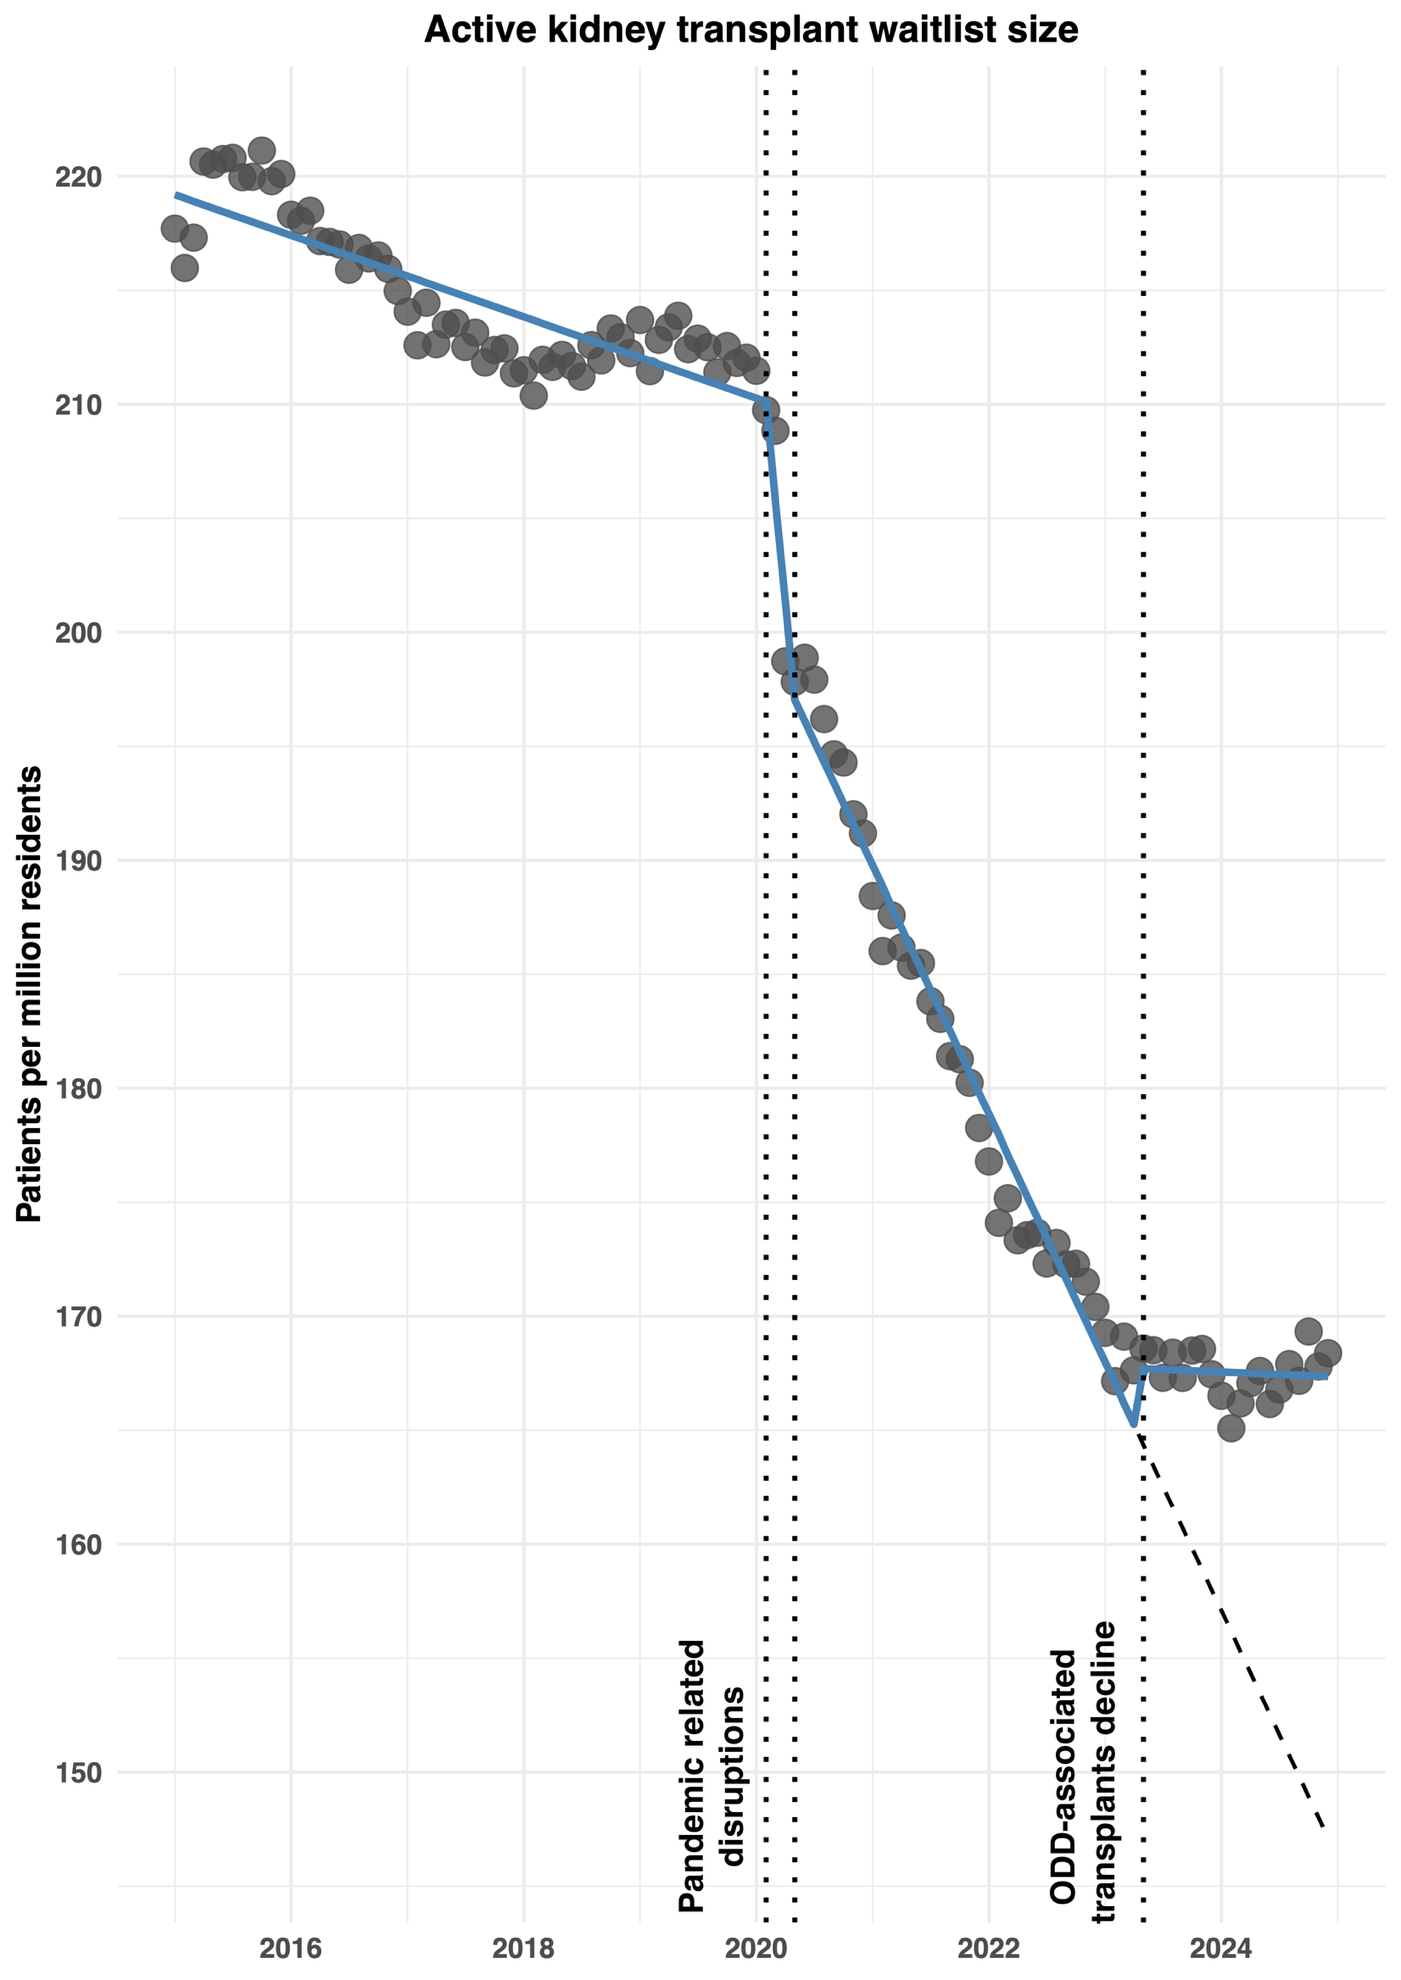 Active kidney transplant waitlist size
Patients per million residents
220
210
200
190
180
170
160
150
Pandemic related
disruptions
ODD-associated
transplants decline
2016
2018
2020
2022
2024